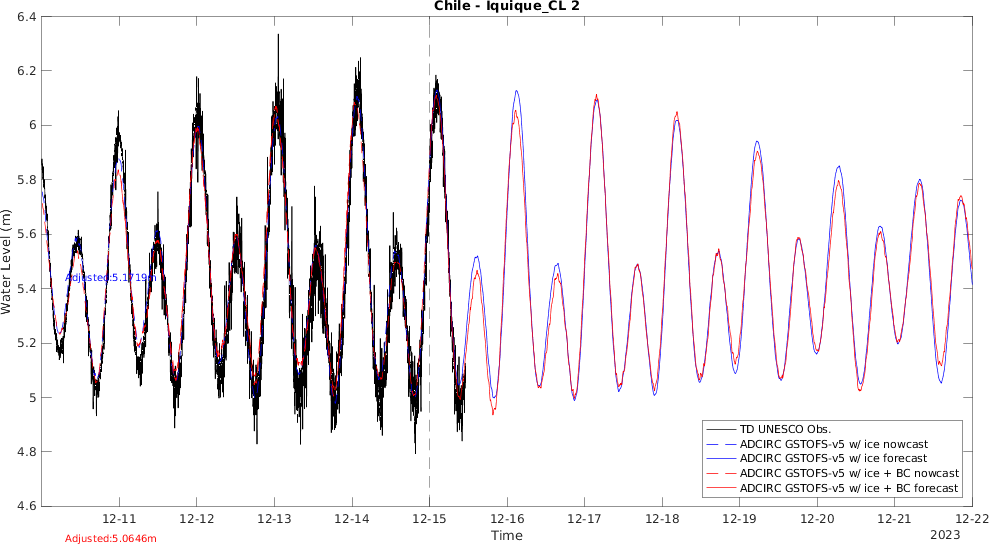 Chile - Iquique_CL 2
Water Level (m)
6.4
6.2
6
5.8
5.6
5.4
5.2
5
4.8
4.6
Adjusted:5.1719m
TD UNESCO Obs.
ADCIRC GSTOFS-v5 w/ ice nowcast
ADCIRC GSTOFS-v5 w/ ice forecast
ADCIRC GSTOFS-v5 w/ ice + BC nowcast
ADCIRC GSTOFS-v5 w/ ice + BC forecast
12-11 12-12 12-13 12-14 12-15 12-16 12-17 12-18 12-19 12-20 12-21 12-22
Time
2023
Adjusted:5.0646m